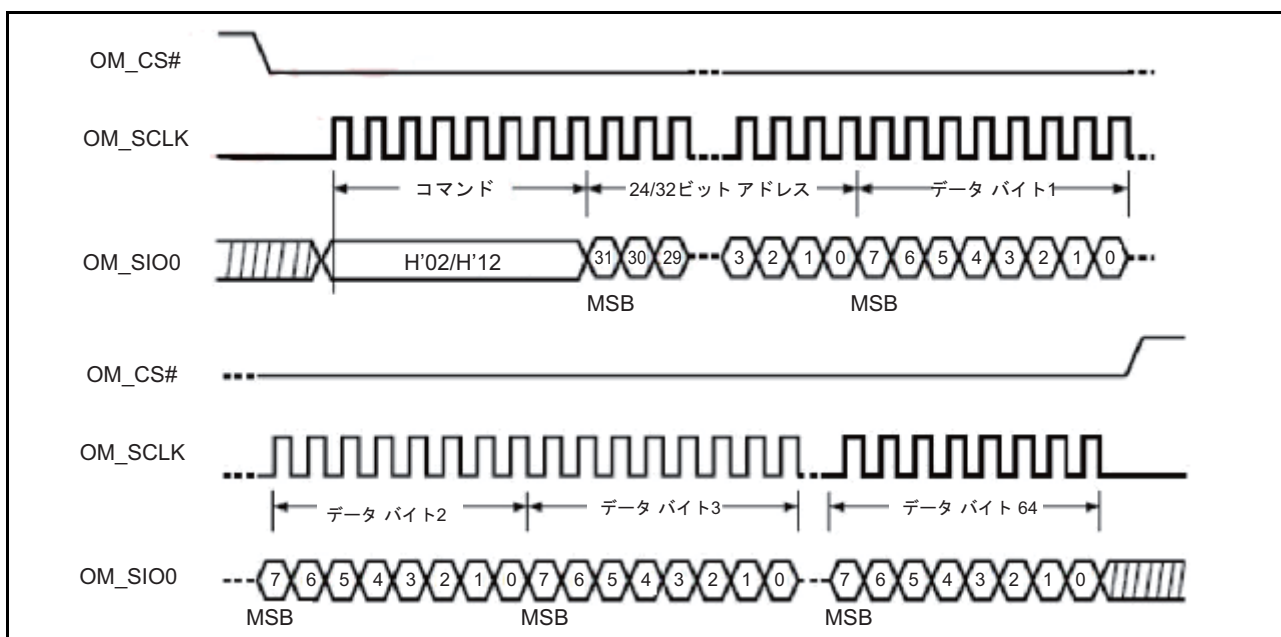 OM_CS#
OM_SCLK
コマンド 24/32ビット アドレス データ バイト1
OM_SIO0 H'02/H'12 31 30 29 3 2 1 0 7 6 5 4 3 2 1 0
MSB MSB
OM_CS#
OM_SCLK
データ バイト2 データ バイト3 データ バイト 64
OM_SIO0 7 6 5 4 3 2 1 0 7 6 5 4 3 2 1 0 7 6 5 4 3 2 1 0
MSB MSB MSB